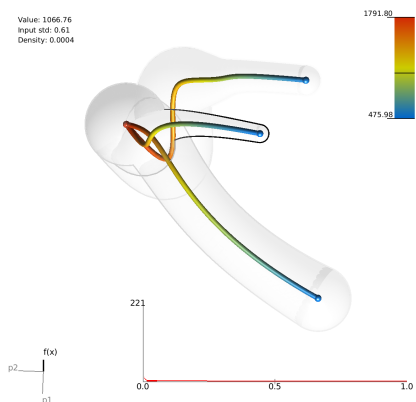 Value: 1066.76
Input std: 0.61
Density: 0.0004
1791.80
475.98
221
0.0
0.5
1.0
f(x)
p2
p1